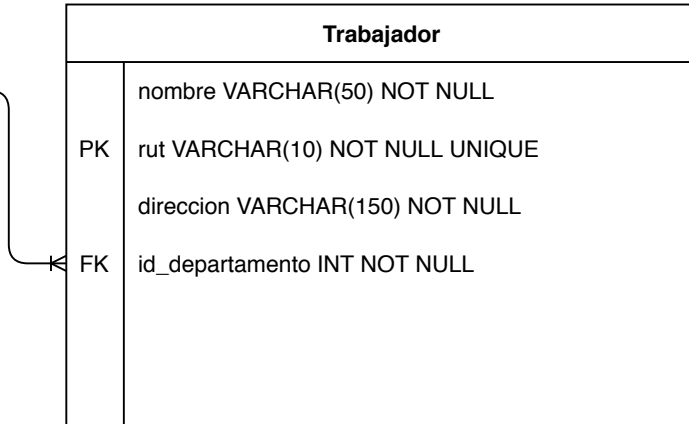 Trabajador
nombre VARCHAR(50) NOT NULL
PK rut VARCHAR(10) NOT NULL UNIQUE
direccion VARCHAR(150) NOT NULL
FK id_departamento INT NOT NULL